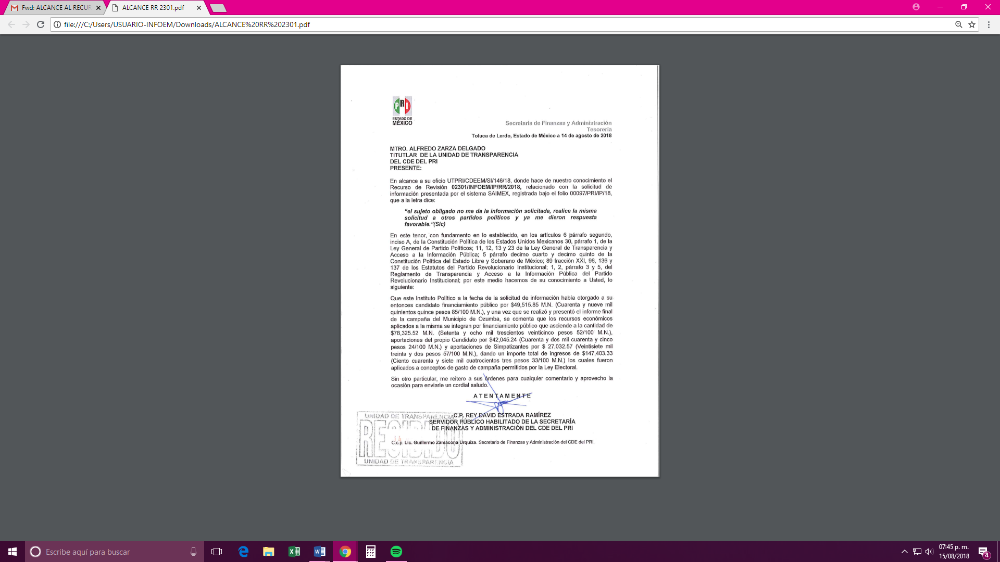 Fwd: ALCANCE AL RECUR
ALCANCE RR 2301.pdf
file:///C:/Users/USUARIO-INFOEM/Downloads/ALCANCE%20RR%202301.pdf
PRI
ESTADO DE
MÉXICO
Secretaría de Finanzas y Administración
Tesorería
Toluca de Lerdo, Estado de México a 14 de agosto de 2018
MTRO. ALFREDO ZARZA DELGADO
TITUTLAR DE LA UNIDAD DE TRANSPARENCIA
DEL CDE DEL PRI
PRESENTE:
En alcance a su oficio UTPRI/CDEEM/SI/146/18, donde hace de nuestro conocimiento el
Recurso de Revisión 02301/INFOEM/IP/RR/2018, relacionado con la solicitud de
información presentada por el sistema SAIMEX, registrada bajo el folio 00097/PRI/IP/18,
que a la letra dice:
“el sujeto obligado no me da la información solicitada, realice la misma
solicitud a otros partidos políticos y ya me dieron respuesta
favorable.”(Sic)
En este tenor, con fundamento en lo establecido, en los artículos 6 párrafo segundo,
inciso A, de la Constitución Política de los Estados Unidos Mexicanos 30, párrafo 1, de la
Ley General de Partido Políticos; 11, 12, 13 y 23 de la Ley General de Transparencia y
Acceso a la Información Pública; 5 párrafo decimo cuarto y decimo quinto de la
Constitución Política del Estado Libre y Soberano de México; 89 fracción XXI, 96, 136 y
137 de los Estatutos del Partido Revolucionario Institucional; 1, 2, párrafo 3 y 5, del
Reglamento de Transparencia y Acceso a la Información Pública del Partido
Revolucionario Institucional; por este medio hacemos de su conocimiento a Usted, lo
siguiente:
Que este Instituto Político a la fecha de la solicitud de información había otorgado a su
entonces candidato financiamiento público por $49,515.85 M.N. (Cuarenta y nueve mil
quinientos quince pesos 85/100 M.N.), y una vez que se realizó y presentó el informe final
de la campaña del Municipio de Ozumba, se comenta que los recursos económicos
aplicados a la misma se integran por financiamiento público que asciende a la cantidad de
$78,325.52 M.N. (Setenta y ocho mil trescientos veinticinco pesos 52/100 M.N.),
aportaciones del propio Candidato por $42,045.24 (Cuarenta y dos mil cuarenta y cinco
pesos 24/100 M.N.) y aportaciones de Simpatizantes por $ 27,032.57 (Veintisiete mil
treinta y dos pesos 57/100 M.N.), dando un importe total de ingresos de $147,403.33
(Ciento cuarenta y siete mil cuatrocientos tres pesos 33/100 M.N.) los cuales fueron
aplicados a conceptos de gasto de campaña permitidos por la Ley Electoral.
Sin otro particular, me reitero a sus órdenes para cualquier comentario y aprovecho la
ocasión para enviarle un cordial saludo.
ATENTAMENTE
C.P. REY DAVID ESTRADA RAMÍREZ
SERVIDOR PÚBLICO HABILITADO DE LA SECRETARÍA
DE FINANZAS Y ADMINISTRACIÓN DEL CDE DEL PRI
UNIDAD DE TRANSPARENCIA
RECIBIDO
14
UNIDAD DE TRANSPARENCIA
C.c.p. Lic. Guillermo Zamacona Urquiza. Secretario de Finanzas y Administración del CDE del PRI.
Escribe aquí para buscar
07:45 p. m.
15/08/2018
4